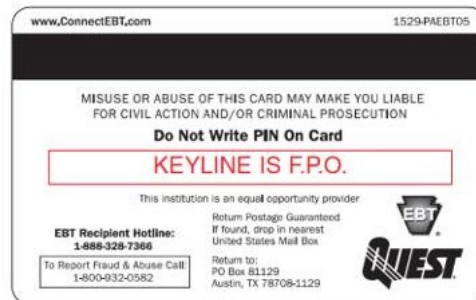 www.ConnectEBT.com 1529-PAEBT05
MISUSE OR ABUSE OF THIS CARD MAY MAKE YOU LIABLE
FOR CIVIL ACTION AND/OR CRIMINAL PROSECUTION
Do Not Write PIN On Card
KEYLINE IS F.P.O.
This institution is an equal opportunity provider
EBT Recipient Hotline:
1-888-328-7366
To Report Fraud & Abuse Call:
1-800-932-0582
Return Postage Guaranteed
If found, drop in nearest
United States Mail Box
Return to:
PO Box 81129
Austin, TX 78708-1129
EBT
®
QUEST
®